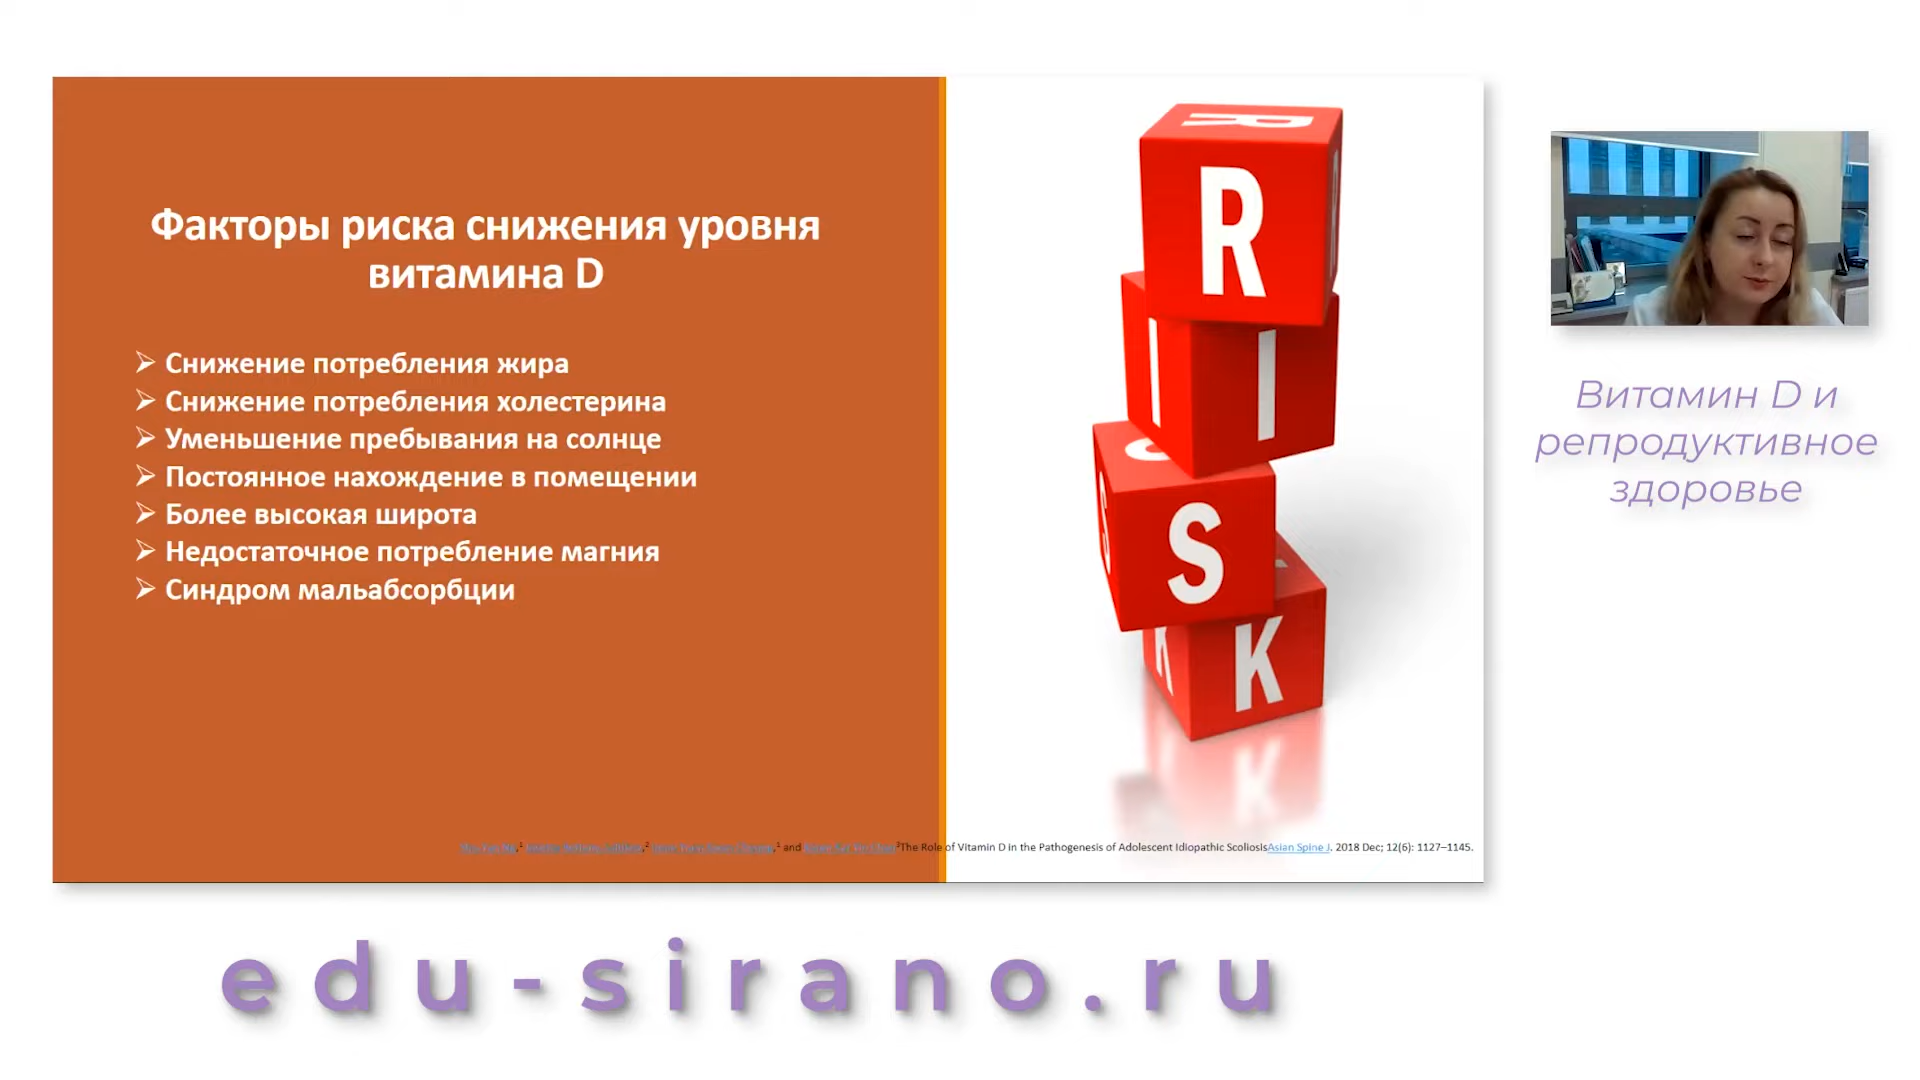 Факторы риска снижения уровня
витамина D
➢ Снижение потребления жира
➢ Снижение потребления холестерина
➢ Уменьшение пребывания на солнце
➢ Постоянное нахождение в помещении
➢ Более высокая широта
➢ Недостаточное потребление магния
➢ Синдром мальабсорбции
and The Role of Vitamin D in the Pathogenesis of Adolescent Idiopathic ScoliosisAsian Spine J. 2018 Dec; 12(6): 1127–1145.
R
R
I
I
S
S
K
K
Витамин D и
репродуктивное
здоровье
edu-sirano.ru